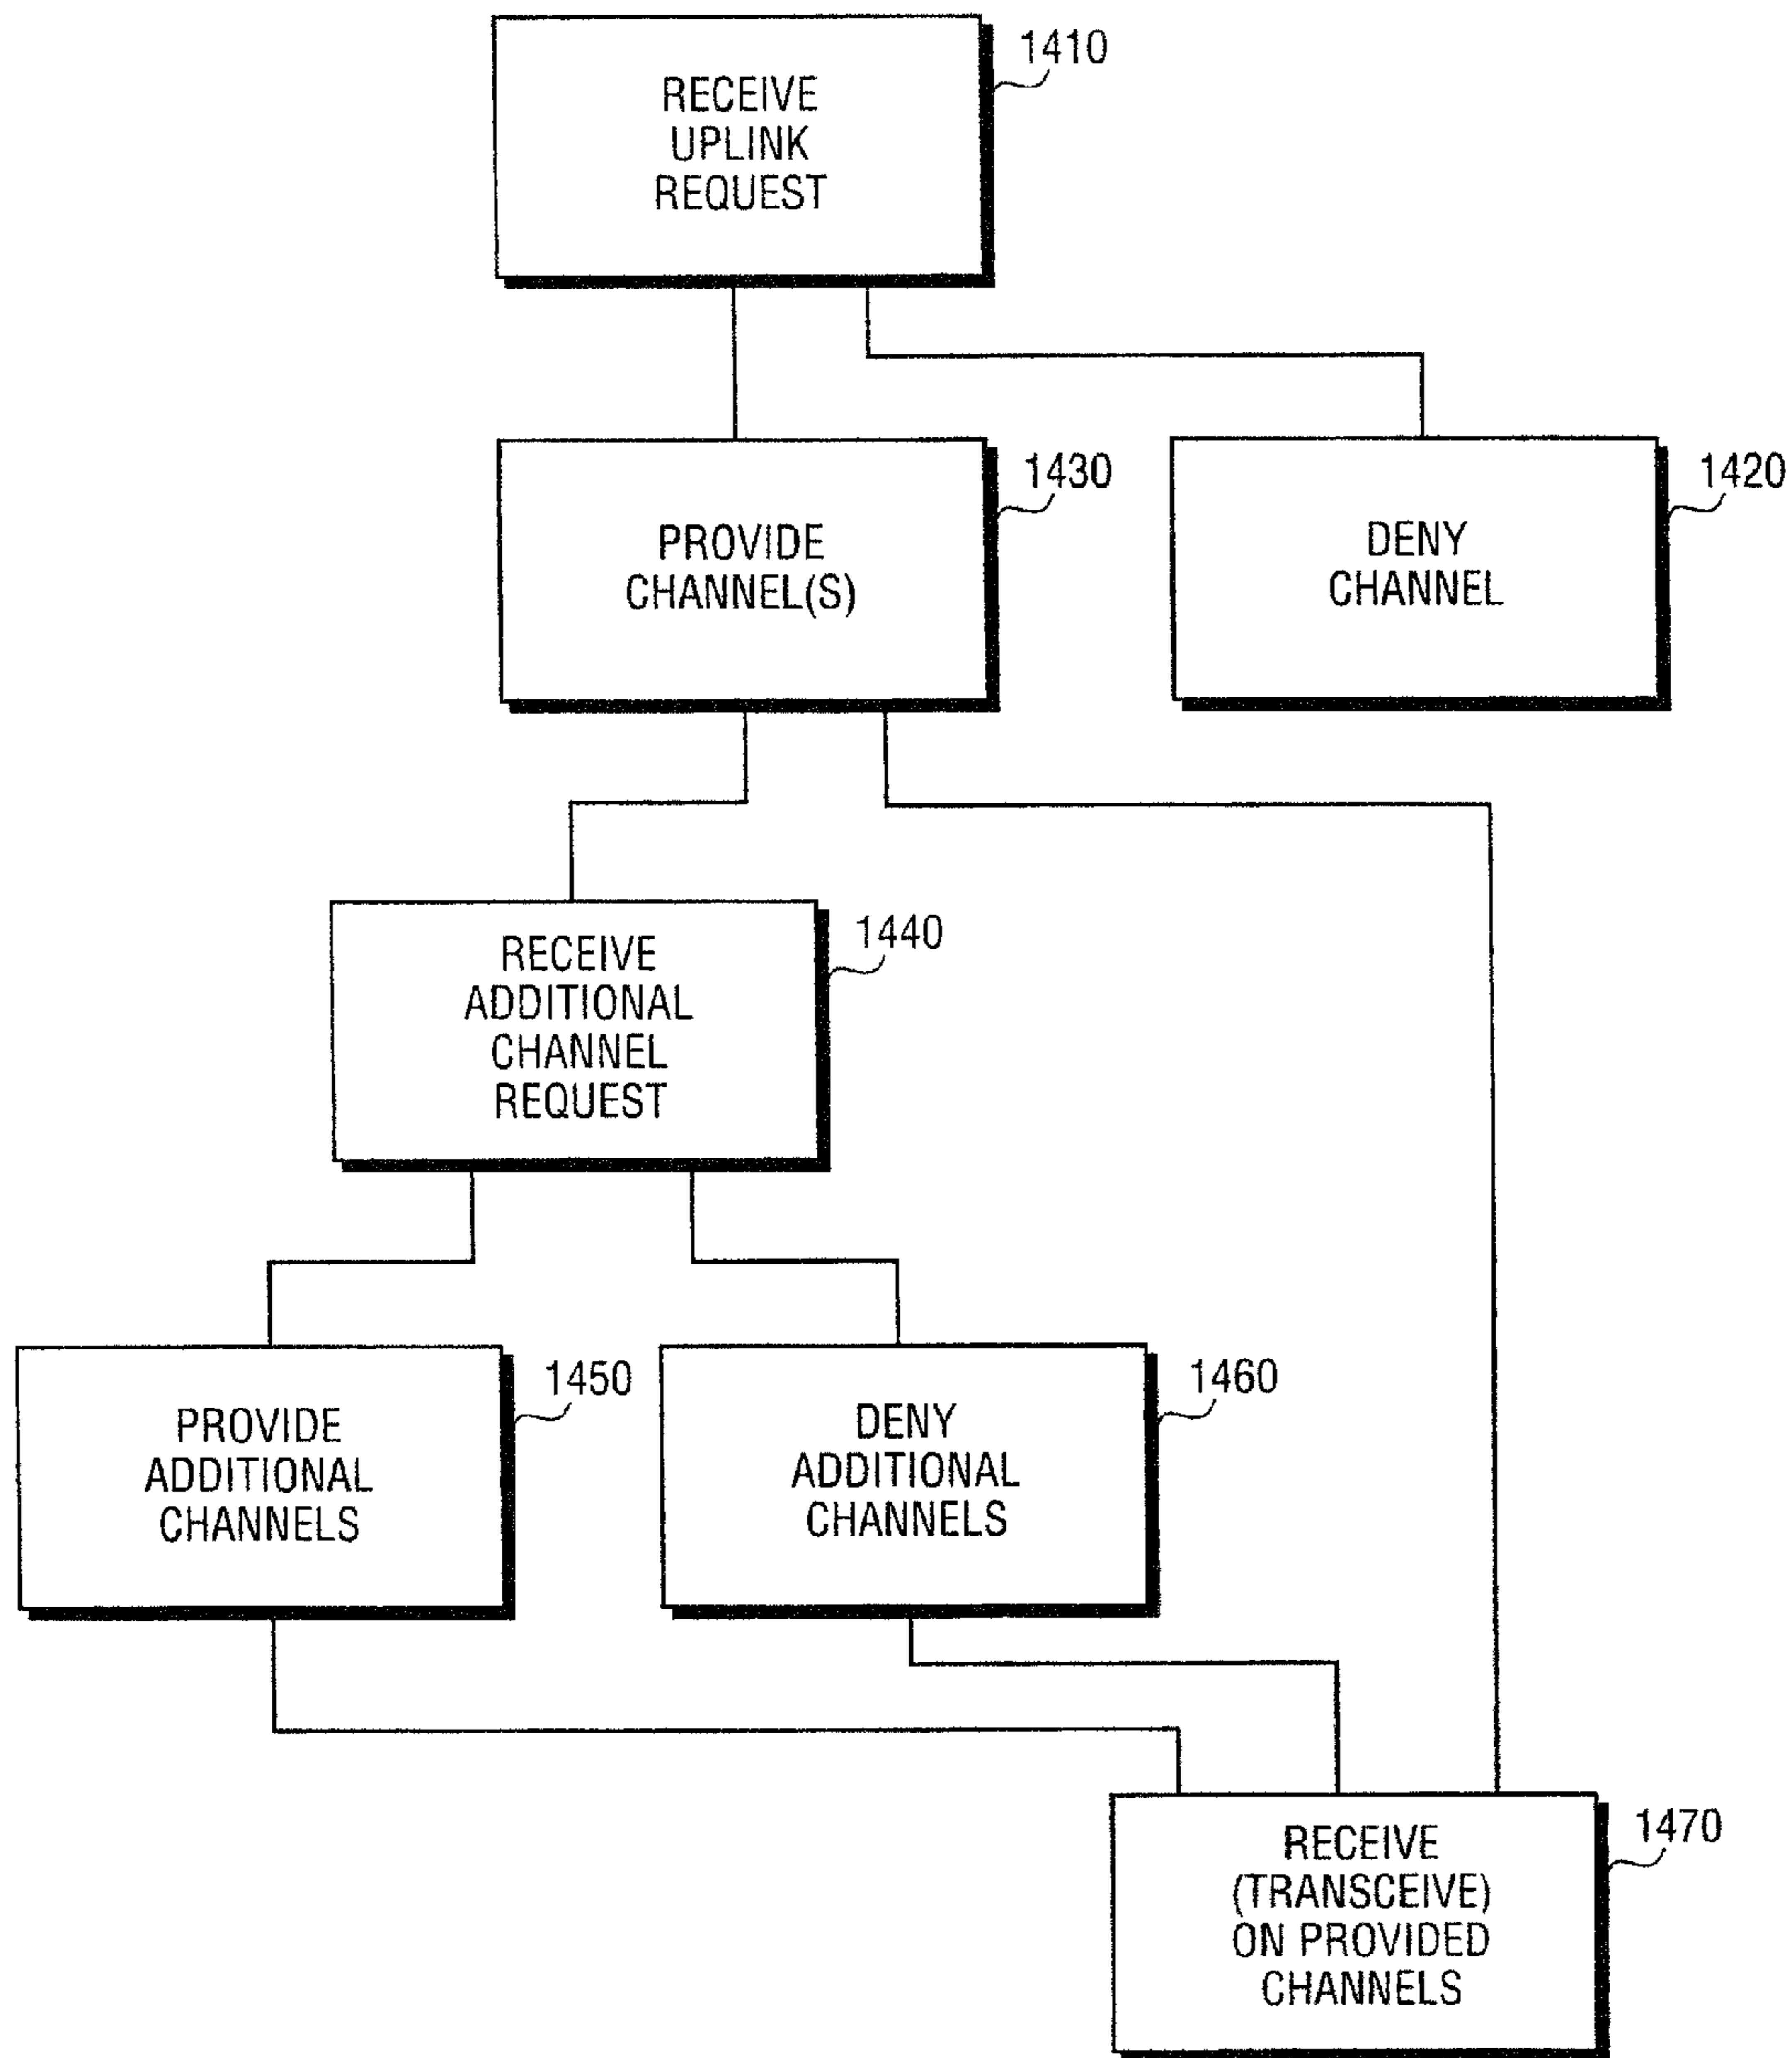 1410
RECEIVE
UPLINK
REQUEST
1430
PROVIDE
CHANNEL(S)
1420
DENY
CHANNEL
1440
RECEIVE
ADDITIONAL
CHANNEL
REQUEST
1450
PROVIDE
ADDITIONAL
CHANNELS
1460
DENY
ADDITIONAL
CHANNELS
1470
RECEIVE
(TRANSCEIVE)
ON PROVIDED
CHANNELS